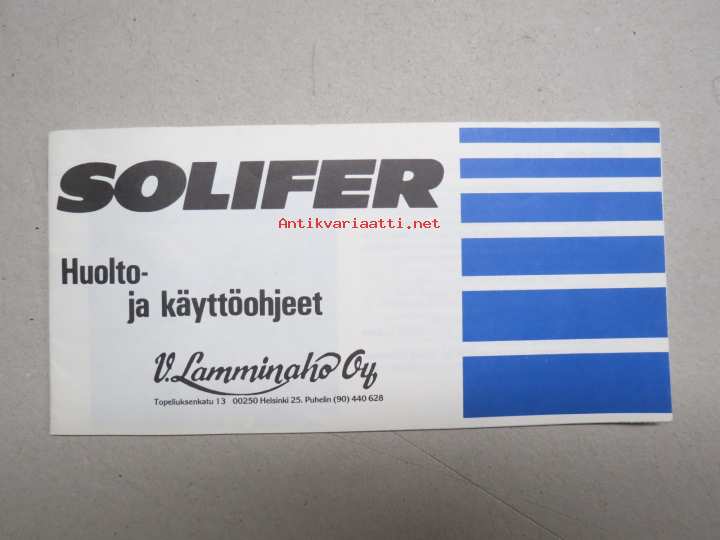 SOLIFER
Antikvariaatti.net
Huolto-
ja käyttöohjeet
V. Lamminaho Oy
Topeliuksenkatu 13 00250 Helsinki 25. Puhelin (90) 440 628